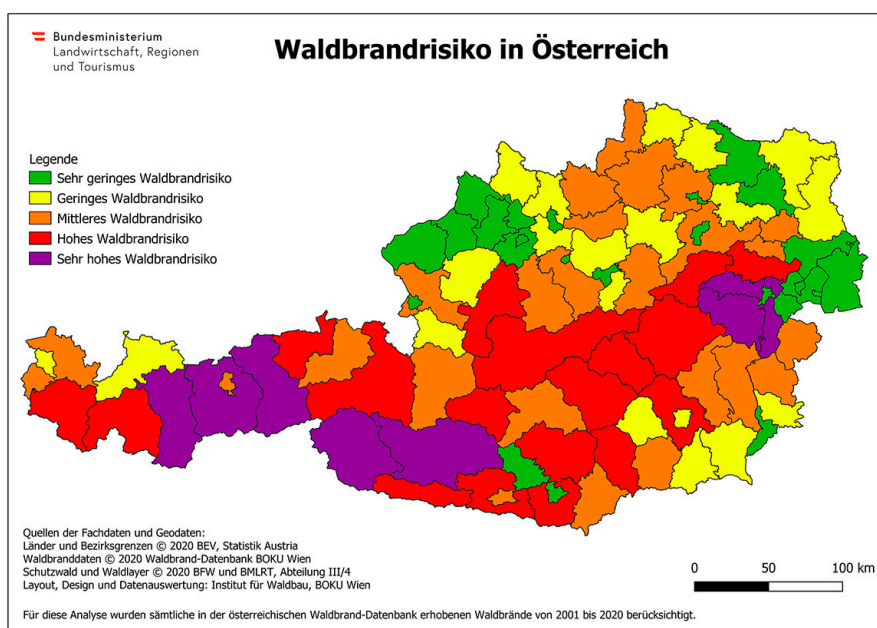 Bundesministerium
Landwirtschaft, Regionen
und Tourismus
Waldbrandrisiko in Österreich
Legende
Sehr geringes Waldbrandrisiko
Geringes Waldbrandrisiko
Mittleres Waldbrandrisiko
Hohes Waldbrandrisiko
Sehr hohes Waldbrandrisiko
Quellen der Fachdaten und Geodaten:
Länder und Bezirksgrenzen © 2020 BEV, Statistik Austria
Waldbranddaten © 2020 Waldbrand-Datenbank BOKU Wien
Schutzwald und Waldlayer © 2020 BFW und BMLRT, Abteilung III/4
Layout, Design und Datenauswertung: Institut für Waldbau, BOKU Wien
0 50 100 km
Für diese Analyse wurden sämtliche in der österreichischen Waldbrand-Datenbank erhobenen Waldbrände von 2001 bis 2020 berücksichtigt.